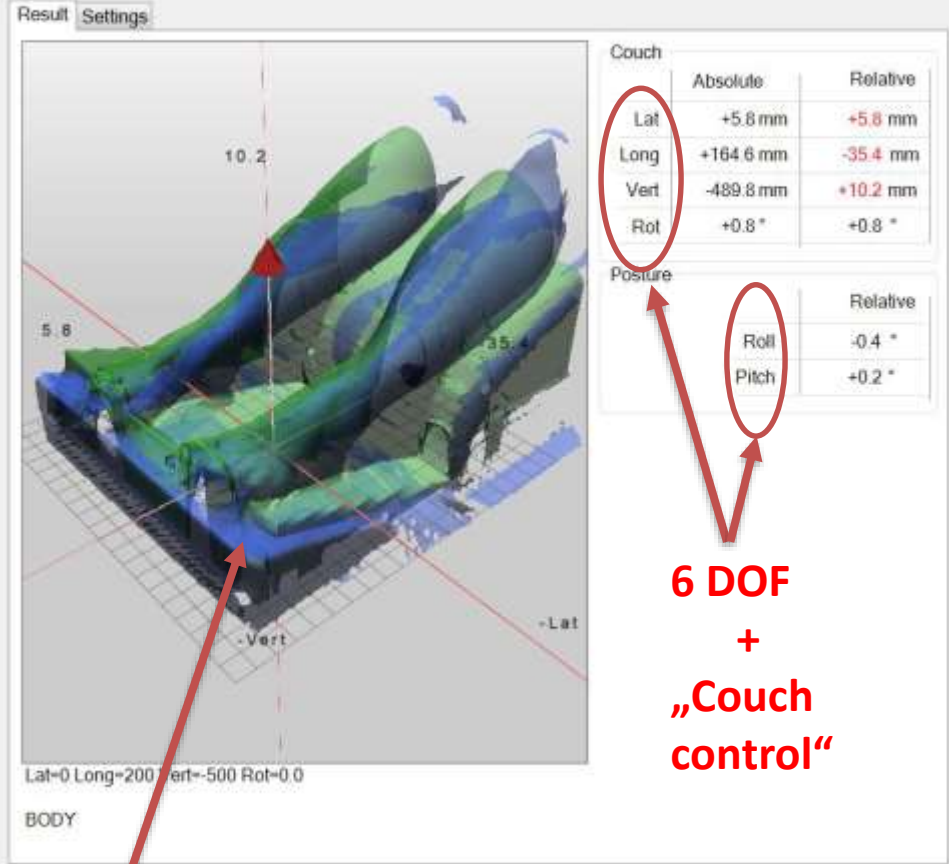 Result Settings
Couch
Absolute Relative
Lat +5.8 mm +5.8 mm
Long +164.6 mm -35.4 mm
Vert -489.8 mm +10.2 mm
Rot +0.8 ° +0.8 °
Posture
Relative
Roll -0.4 °
Pitch +0.2 °
10.2
5.8
35.4
-Lat
-Vert
6 DOF
+
„Couch
control“
Lat=0 Long=200 Vert=-500 Rot=0.0
BODY